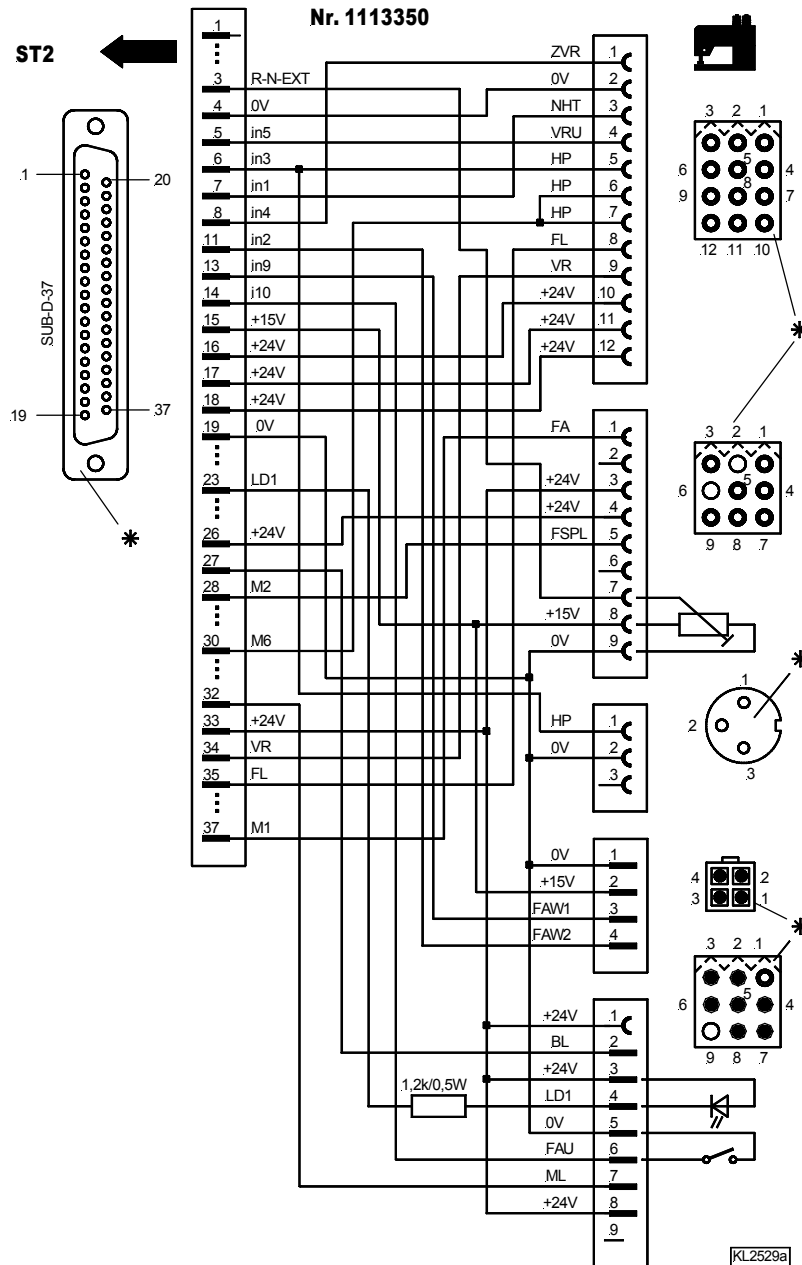 Nr. 1113350
ST2
1
20
SUB-D-37
19
37
1
3 R-N-EXT
4 0V
5 in5
6 in3
7 in1
8 in4
11 in2
13 in9
14 i10
15 +15V
16 +24V
17 +24V
18 +24V
19 0V
23 LD1
26 +24V
27
28 M2
30 M6
32
33 +24V
34 VR
35 FL
37 M1
ZVR 1
0V 2
NHT 3
VRU 4
HP 5
HP 6
HP 7
FL 8
VR 9
+24V 10
+24V 11
+24V 12
FA 1
2
+24V 3
+24V 4
FSPL 5
6
7
+15V 8
0V 9
HP 1
0V 2
3
0V 1
+15V 2
FAW1 3
FAW2 4
+24V 1
BL 2
+24V 3
1,2k/0,5W
LD1 4
0V 5
FAU 6
ML 7
+24V 8
9
3 2 1
6 5 4
9 8 7
12 11 10
*
3 2 1
6 5 4
9 8 7
*
*
1
2
3
4 2
3 1
*
3 2 1
6 5 4
9 8 7
KL2529a